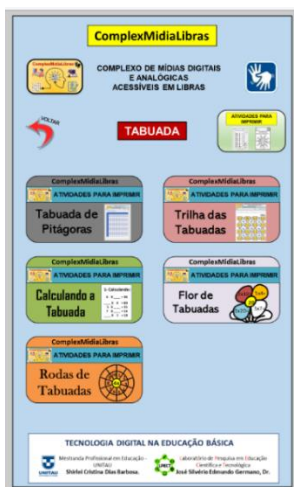 ComplexMidiaLibras
ComplexMidiaLibras
COMPLEXO DE MÍDIAS DIGITAIS
E ANALÓGICAS
ACESSÍVEIS EM LIBRAS
VOLTAR
TABUADA
ATIVIDADES PARA
IMPRIMIR
ComplexMidiaLibras
ATIVIDADES PARA IMPRIMIR
Tabuada de
Pitágoras
ComplexMidiaLibras
ATIVIDADES PARA IMPRIMIR
Trilha das
Tabuadas
ComplexMidiaLibras
ATIVIDADES PARA IMPRIMIR
Calculando a
Tabuada
ComplexMidiaLibras
ATIVIDADES PARA IMPRIMIR
Flor de
Tabuadas
ComplexMidiaLibras
ATIVIDADES PARA IMPRIMIR
Rodas de
Tabuadas
TECNOLOGIA DIGITAL NA EDUCAÇÃO BÁSICA
UNITAU
Mestranda Profissional em Educação -
UNITAU
Shirlei Cristina Dias Barbosa.
Laboratório de Pesquisa em Educação
Científica e Tecnológica
José Silvério Edmundo Germano, Dr.